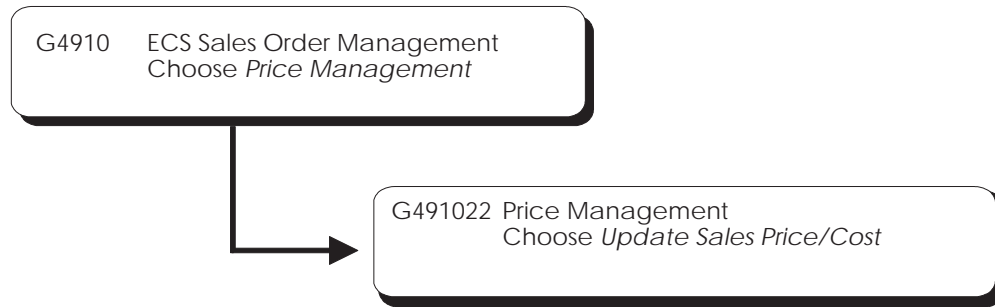 G4910 ECS Sales Order Management
Choose Price Management
G491022 Price Management
Choose Update Sales Price/Cost